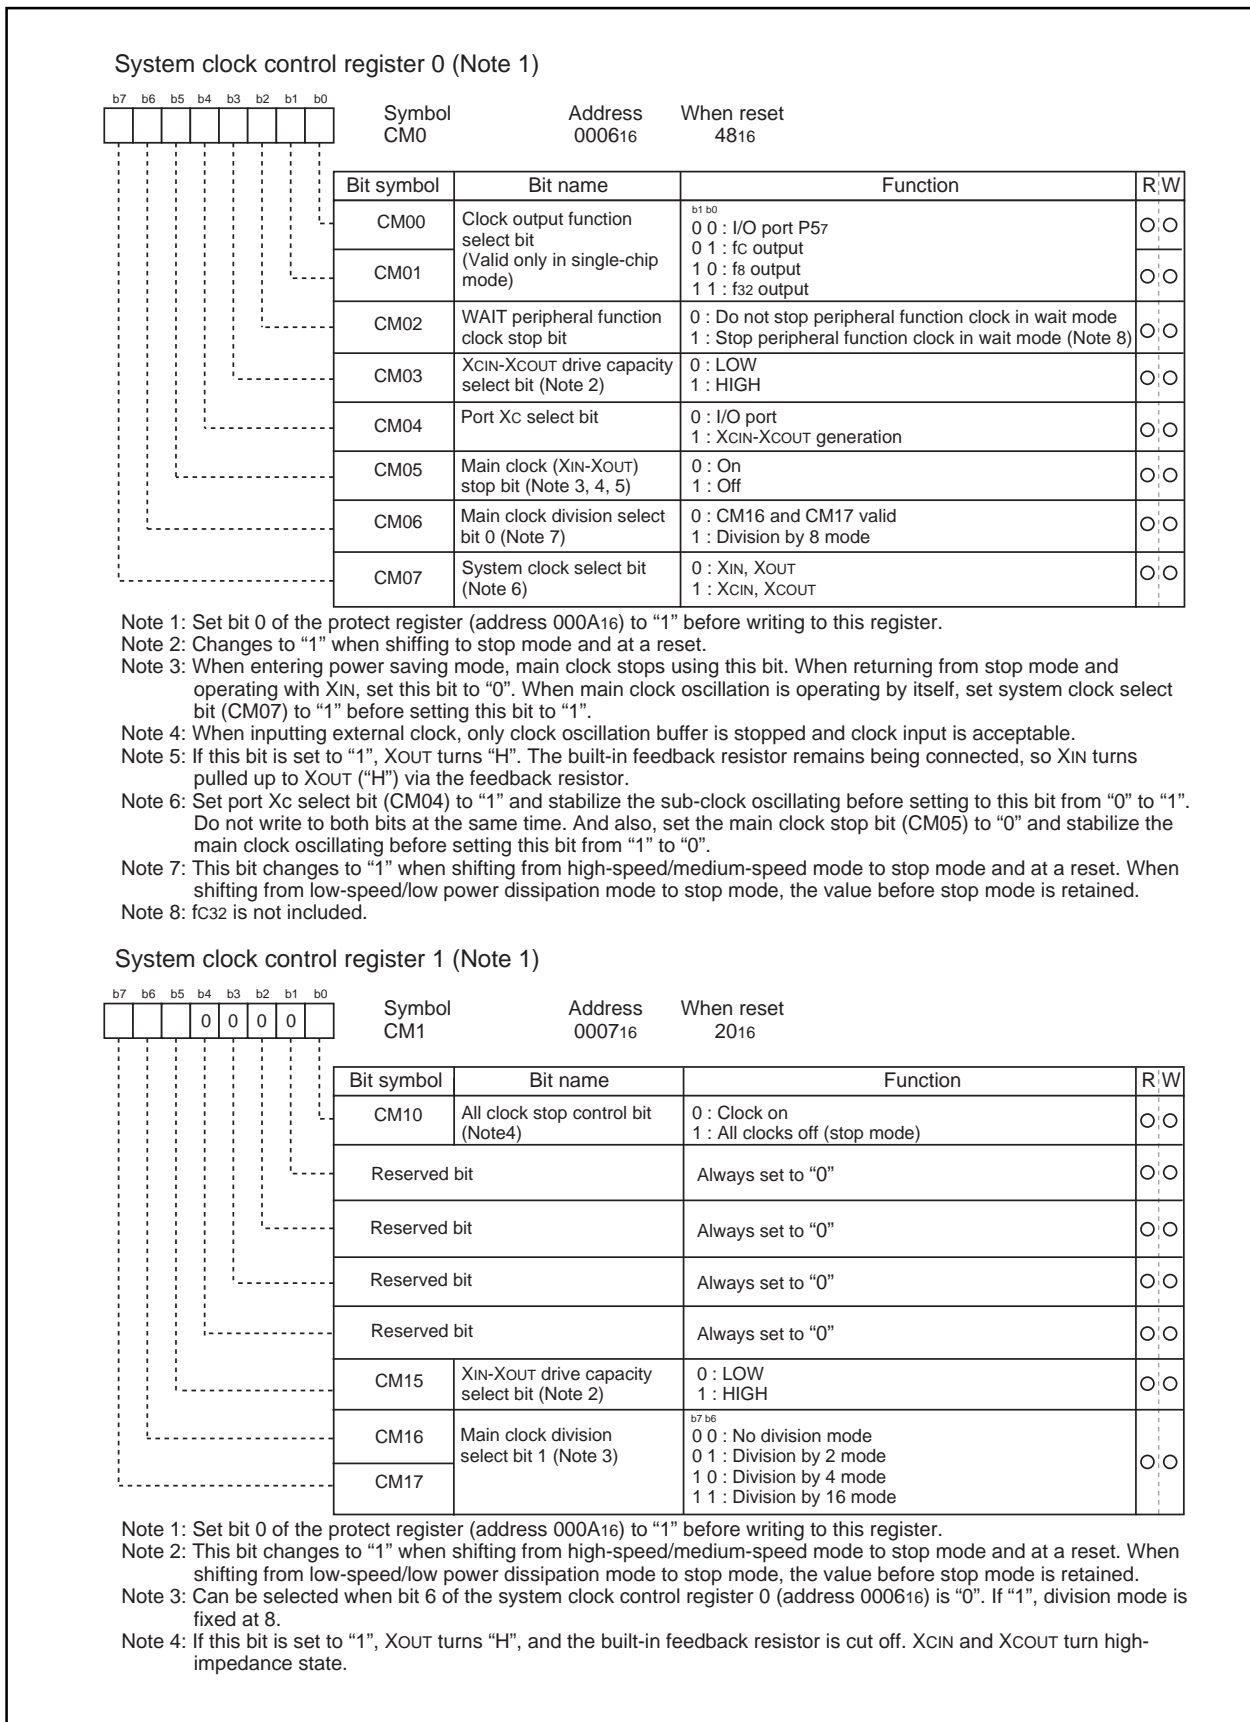 System clock control register 0 (Note 1)
b7 b6 b5 b4 b3 b2 b1 b0
Symbol Address When reset
CM0 000616 4816
Bit symbol Bit name Function R W
CM00 Clock output function select bit (Valid only in single-chip mode)
b1 b0
0 0 : I/O port P57
0 1 : fC output
1 0 : f8 output
1 1 : f32 output
CM01
CM02 WAIT peripheral function clock stop bit
0 : Do not stop peripheral function clock in wait mode
1 : Stop peripheral function clock in wait mode (Note 8)
CM03 XCIN-XCOUT drive capacity select bit (Note 2)
0 : LOW
1 : HIGH
CM04 Port XC select bit
0 : I/O port
1 : XCIN-XCOUT generation
CM05 Main clock (XIN-XOUT) stop bit (Note 3, 4, 5)
0 : On
1 : Off
CM06 Main clock division select bit 0 (Note 7)
0 : CM16 and CM17 valid
1 : Division by 8 mode
CM07 System clock select bit (Note 6)
0 : XIN, XOUT
1 : XCIN, XCOUT
Note 1: Set bit 0 of the protect register (address 000A16) to “1” before writing to this register.
Note 2: Changes to “1” when shiffing to stop mode and at a reset.
Note 3: When entering power saving mode, main clock stops using this bit. When returning from stop mode and
operating with XIN, set this bit to “0”. When main clock oscillation is operating by itself, set system clock select
bit (CM07) to “1” before setting this bit to “1”.
Note 4: When inputting external clock, only clock oscillation buffer is stopped and clock input is acceptable.
Note 5: If this bit is set to “1”, XOUT turns “H”. The built-in feedback resistor remains being connected, so XIN turns
pulled up to XOUT (“H”) via the feedback resistor.
Note 6: Set port Xc select bit (CM04) to “1” and stabilize the sub-clock oscillating before setting to this bit from “0” to “1”.
Do not write to both bits at the same time. And also, set the main clock stop bit (CM05) to “0” and stabilize the
main clock oscillating before setting this bit from “1” to “0”.
Note 7: This bit changes to “1” when shifting from high-speed/medium-speed mode to stop mode and at a reset. When
shifting from low-speed/low power dissipation mode to stop mode, the value before stop mode is retained.
Note 8: fC32 is not included.
System clock control register 1 (Note 1)
b7 b6 b5 b4 b3 b2 b1 b0
0 0 0 0
Symbol Address When reset
CM1 000716 2016
Bit symbol Bit name Function R W
CM10 All clock stop control bit (Note4)
0 : Clock on
1 : All clocks off (stop mode)
Reserved bit Always set to “0”
Reserved bit Always set to “0”
Reserved bit Always set to “0”
Reserved bit Always set to “0”
CM15 XIN-XOUT drive capacity select bit (Note 2)
0 : LOW
1 : HIGH
CM16 Main clock division select bit 1 (Note 3)
b7 b6
0 0 : No division mode
0 1 : Division by 2 mode
1 0 : Division by 4 mode
1 1 : Division by 16 mode
CM17
Note 1: Set bit 0 of the protect register (address 000A16) to “1” before writing to this register.
Note 2: This bit changes to “1” when shifting from high-speed/medium-speed mode to stop mode and at a reset. When
shifting from low-speed/low power dissipation mode to stop mode, the value before stop mode is retained.
Note 3: Can be selected when bit 6 of the system clock control register 0 (address 000616) is “0”. If “1”, division mode is
fixed at 8.
Note 4: If this bit is set to “1”, XOUT turns “H”, and the built-in feedback resistor is cut off. XCIN and XCOUT turn high-
impedance state.